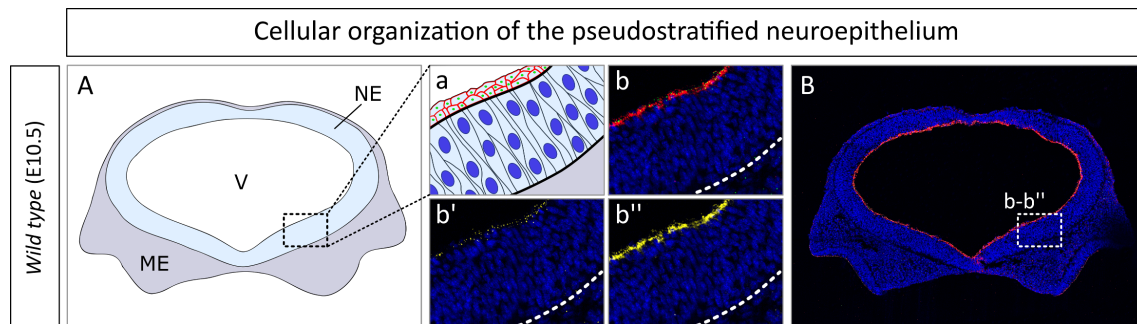 Cellular organization of the pseudostratified neuroepithelium
Wild type (E10.5)
A
NE
V
ME
a
b
b'
b''
B
b-b''